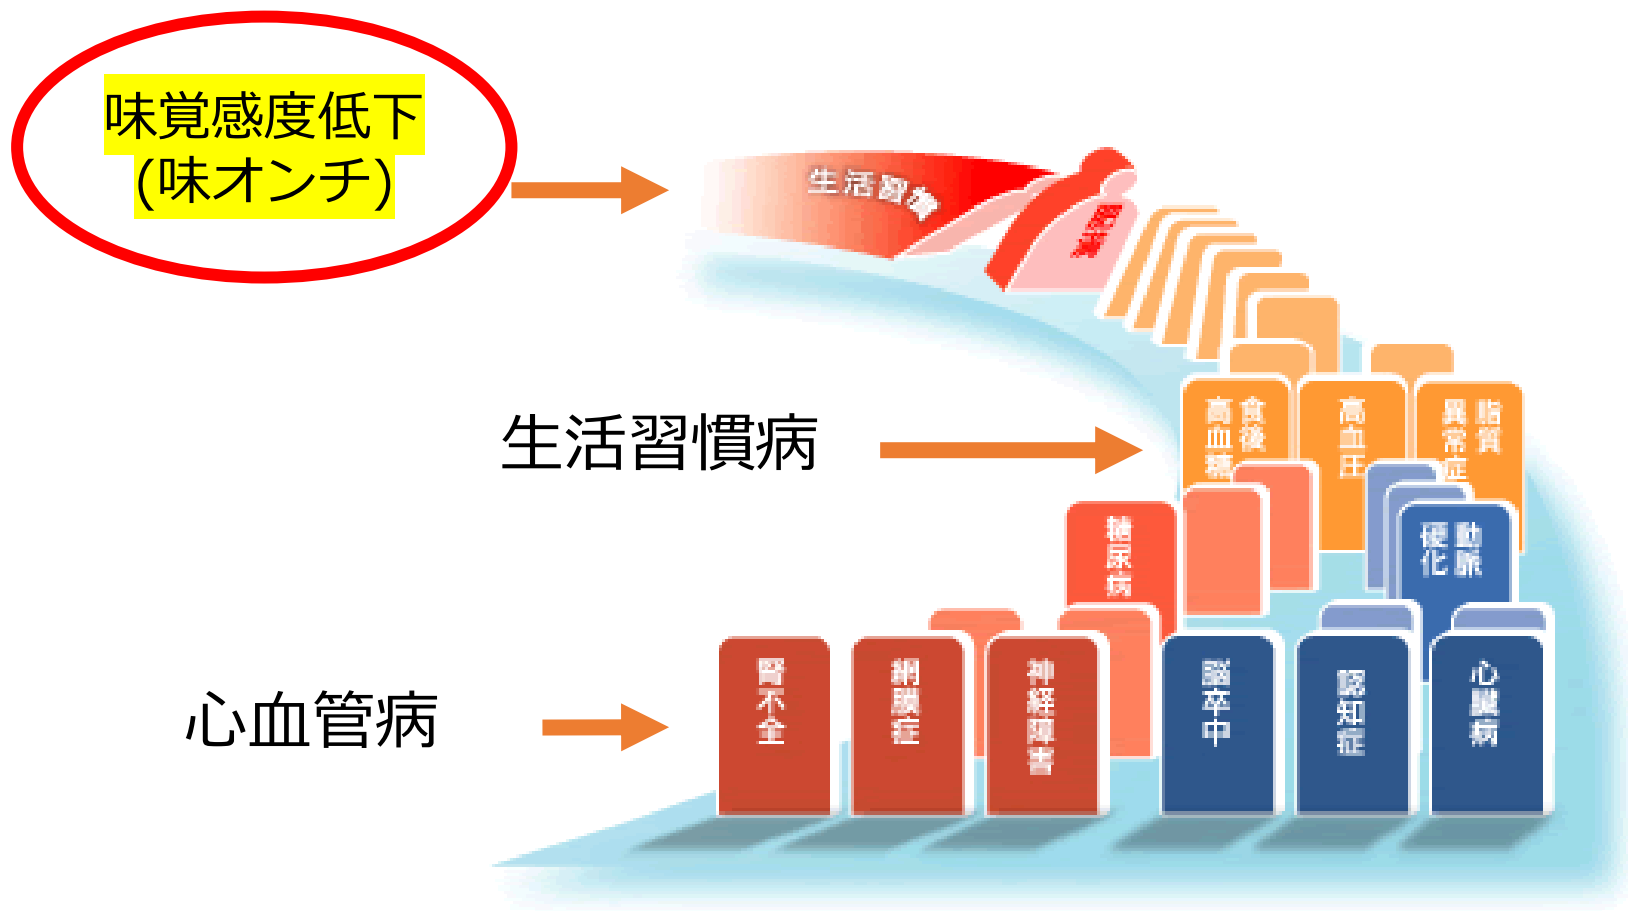 味覚感度低下
(味オンチ)
生活習慣
肥満
生活習慣病
食後
高血糖
高血圧
脂質
異常症
糖尿病
動脈
硬化
心血管病
腎不全
網膜症
神経障害
脳卒中
認知症
心臓病